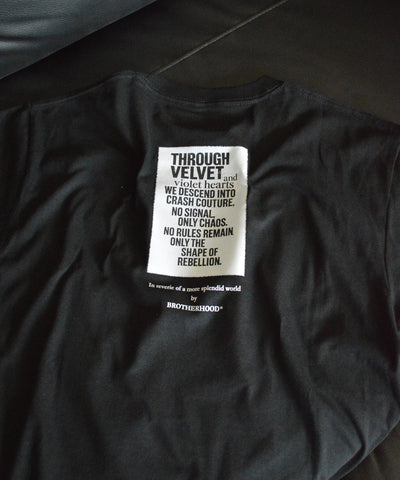 THROUGH
VELVET and
violet hearts
WE DESCEND INTO
CRASH COUTURE.
NO SIGNAL,
ONLY CHAOS.
NO RULES REMAIN
ONLY THE
SHAPE OF
REBELLION.
In reverie of a more splendid world
by
BROTHERHOOD®